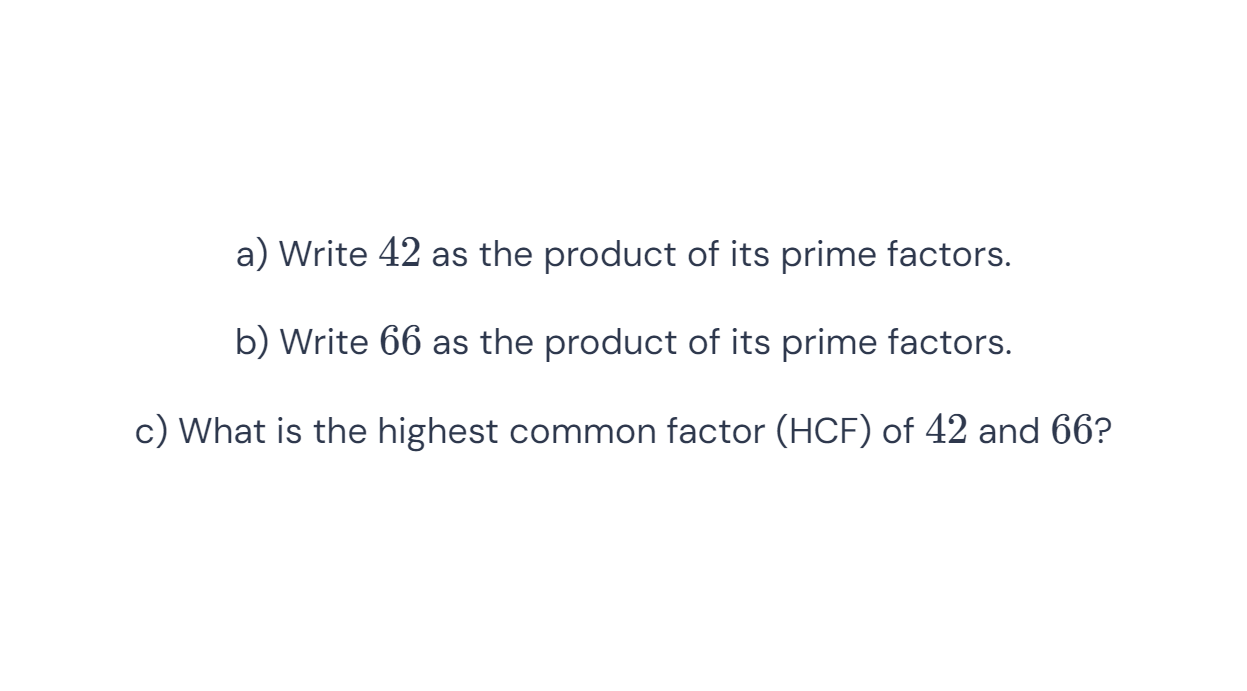 a) Write 42 as the product of its prime factors.
b) Write 66 as the product of its prime factors.
c) What is the highest common factor (HCF) of 42 and 66?